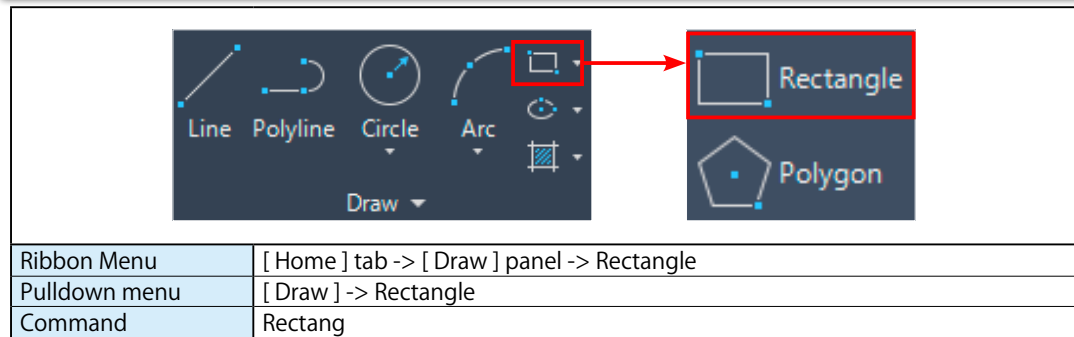 Line Polyline Circle Arc
Draw
Rectangle
Polygon
Ribbon Menu [ Home ] tab -> [ Draw ] panel -> Rectangle
Pulldown menu [ Draw ] -> Rectangle
Command Rectang